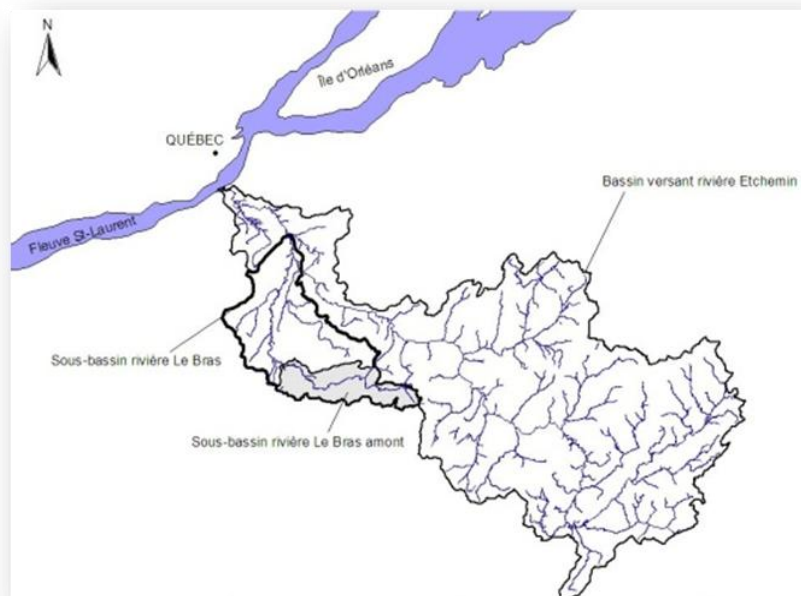 N
Île d'Orléans
QUÉBEC
Bassin versant rivière Etchemin
Fleuve St-Laurent
Sous-bassin rivière Le Bras
Sous-bassin rivière Le Bras amont